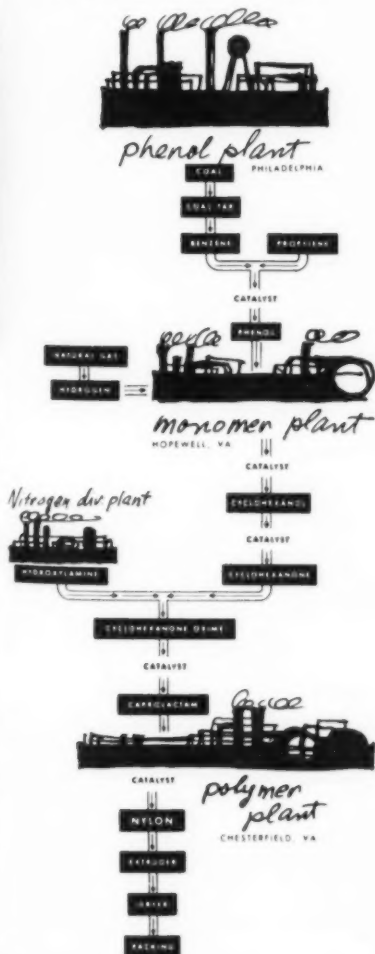 phenol plant
PHILADELPHIA
COAL
COAL TAR
BENZENE PROPYLENE
CATALYST
PHENOL
NATURAL GAS
HYDROGEN
monomer plant
HOPEWELL, VA.
CATALYST
CYCLOHEXANOL
Nitrogen div plant
CATALYST
HYDROXYLAMINE CYCLOHEXANONE
CYCLOHEXANONE OXIME
CATALYST
CAPROLACTAM
CATALYST
polymer
plant
CHESTERFIELD, VA
NYLON
EXTRUDER
DRYER
PACKING